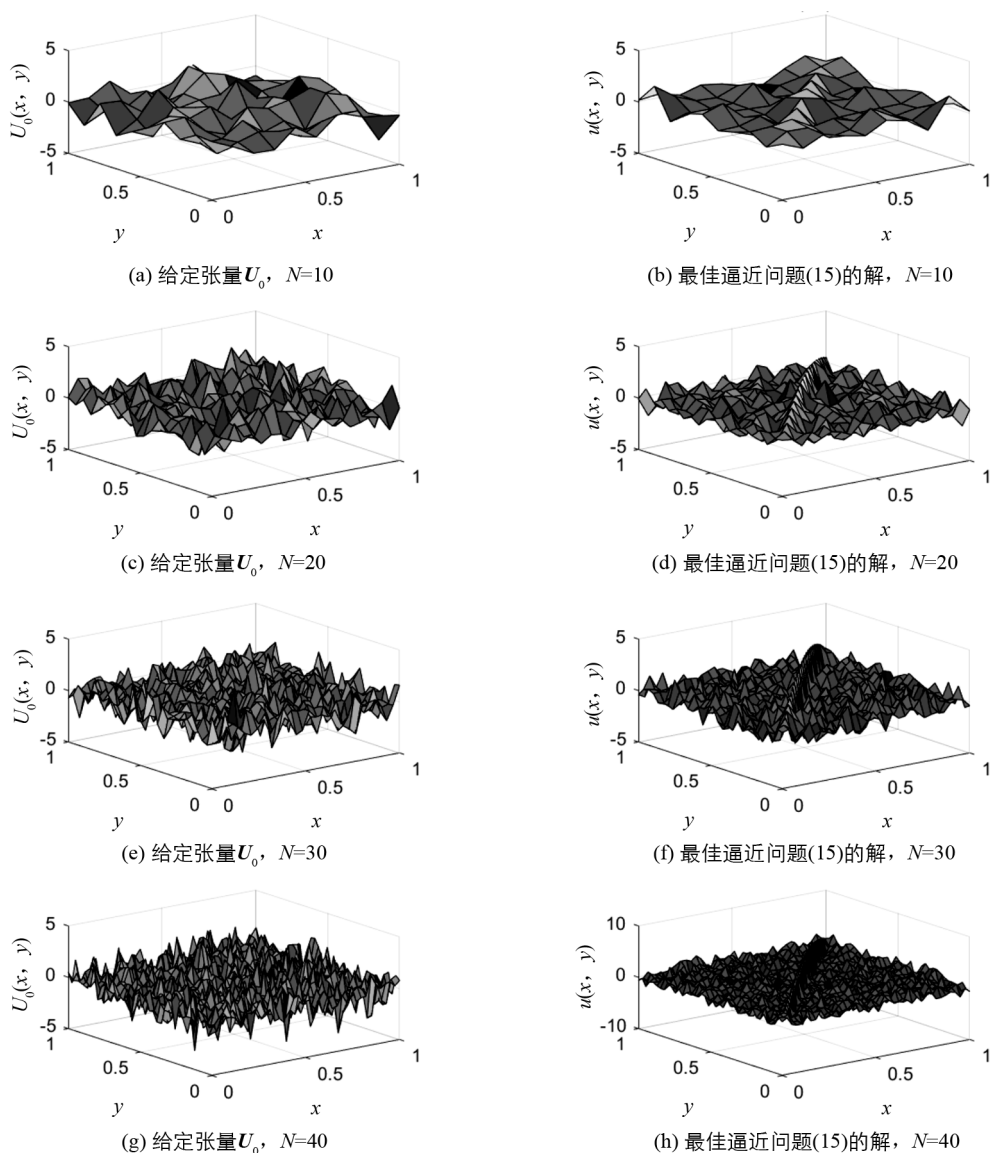 5
0
-5
1
0.5
0
0
0.5
1
U₀(x, y)
y
x
(a) 给定张量U₀，N=10
5
0
-5
1
0.5
0
0
0.5
1
u(x, y)
y
x
(b) 最佳逼近问题(15)的解，N=10
5
0
-5
1
0.5
0
0
0.5
1
U₀(x, y)
y
x
(c) 给定张量U₀，N=20
5
0
-5
1
0.5
0
0
0.5
1
u(x, y)
y
x
(d) 最佳逼近问题(15)的解，N=20
5
0
-5
1
0.5
0
0
0.5
1
U₀(x, y)
y
x
(e) 给定张量U₀，N=30
5
0
-5
1
0.5
0
0
0.5
1
u(x, y)
y
x
(f) 最佳逼近问题(15)的解，N=30
5
0
-5
1
0.5
0
0
0.5
1
U₀(x, y)
y
x
(g) 给定张量U₀，N=40
10
0
-10
1
0.5
0
0
0.5
1
u(x, y)
y
x
(h) 最佳逼近问题(15)的解，N=40